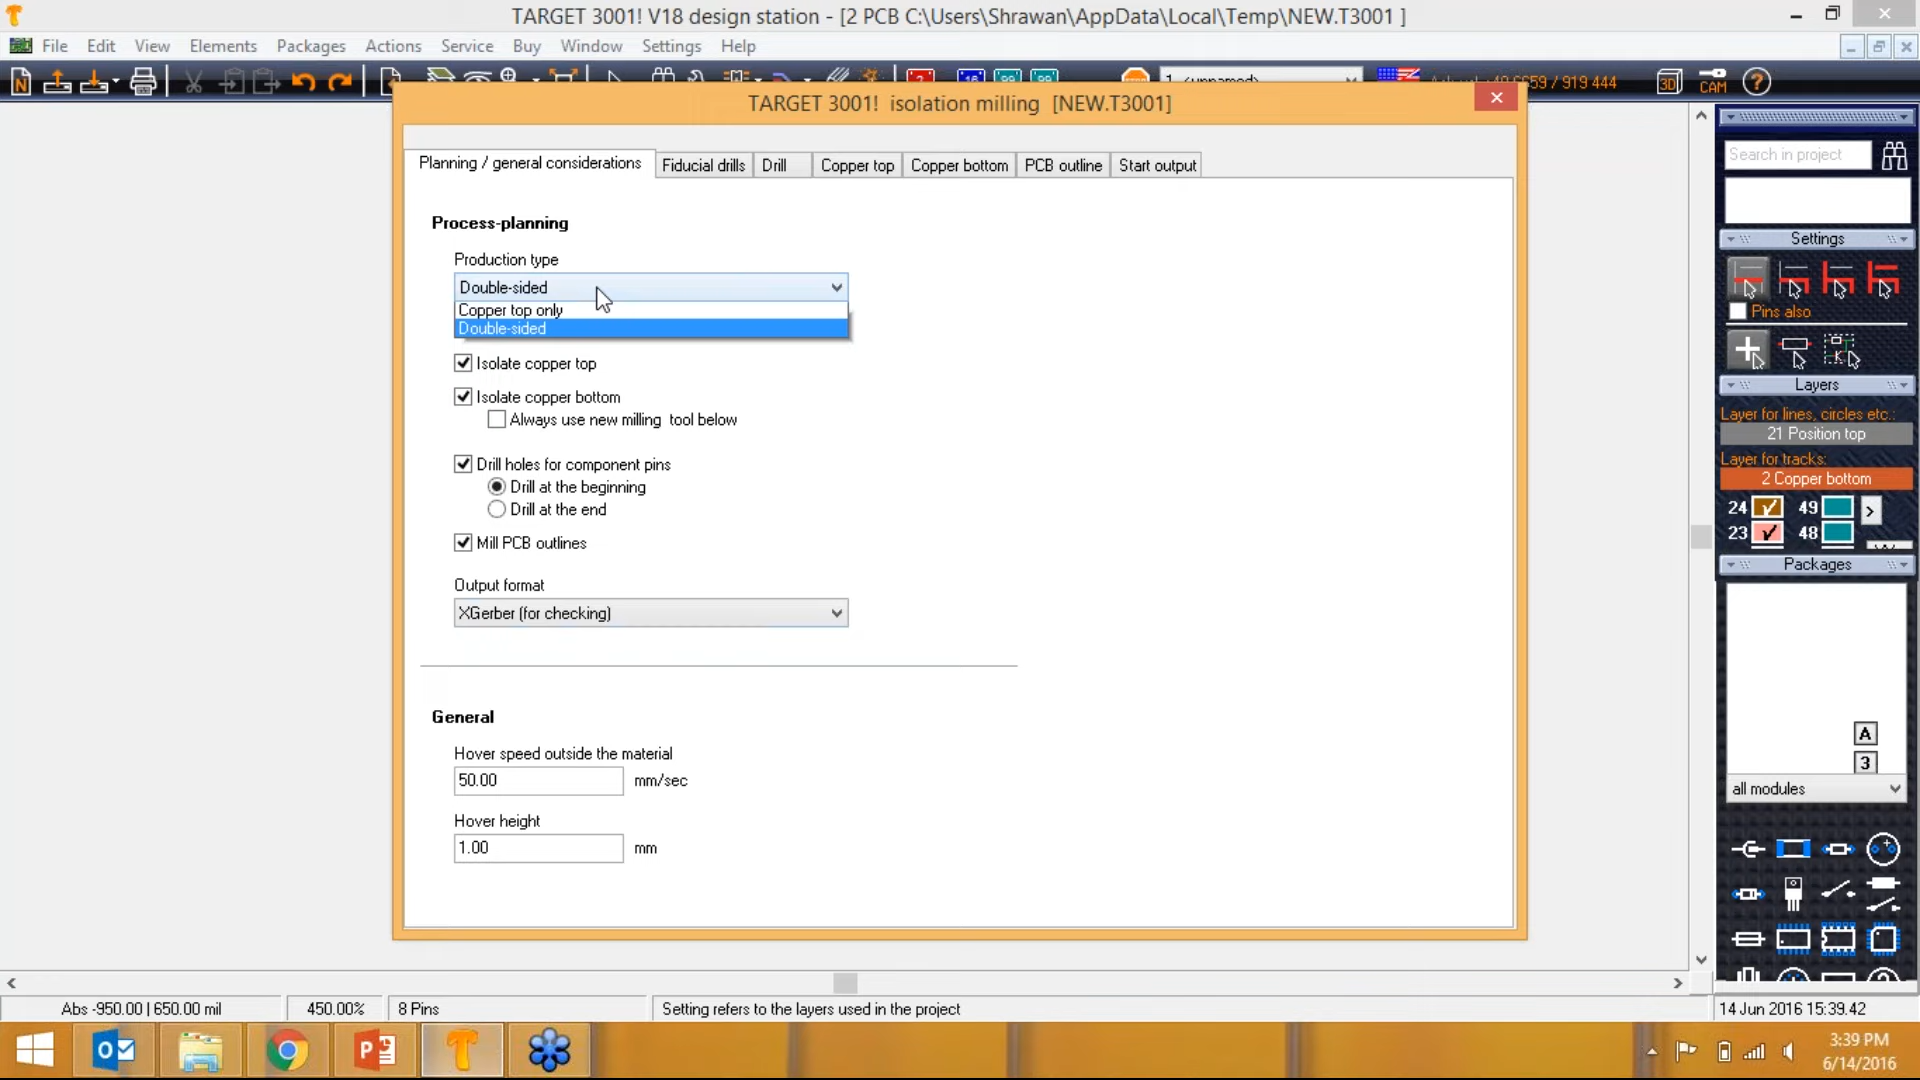 TARGET 3001! V18 design station - [2 PCB C:\Users\Shrawan\AppData\Local\Temp\NEW.T3001 ]
File Edit View Elements Packages Actions Service Buy Window Settings Help
CAM
3D
TARGET 3001! isolation milling [NEW.T3001]
Planning / general considerations
Fiducial drills
Drill
Copper top
Copper bottom
PCB outline
Start output
Process-planning
Production type
Double-sided
Copper top only
Double-sided
Isolate copper top
Isolate copper bottom
Always use new milling tool below
Drill holes for component pins
Drill at the beginning
Drill at the end
Mill PCB outlines
Output format
XGerber (for checking)
General
Hover speed outside the material
50.00 mm/sec
Hover height
1.00 mm
Search in project
Settings
Pins also
Layers
Layer for lines, circles etc.:
21 Position top
Layer for tracks:
2 Copper bottom
24 49
23 48
Packages
A
3
all modules
Abs -950.00 | 650.00 mil
450.00%
8 Pins
Setting refers to the layers used in the project
14 Jun 2016 15:39.42
3:39 PM
6/14/2016